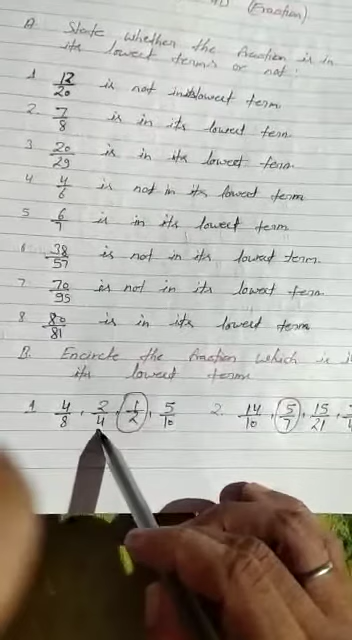 (Fraction)
A State whether the fraction is in
its lowest terms or not.
1 12/20 is not in its lowest term
2. 7/8 is in its lowest term
3 20/29 is in its lowest term
4 4/6 is not in its lowest term
5 6/7 is in its lowest term
6 38/57 is not in its lowest term.
7 70/95 is not in its lowest term
8 80/81 is in its lowest term
B. Encircle the fraction which is in
its lowest term
1. 4/8, 2/4, 1/2, 5/10 2. 14/10, 5/7, 15/21,